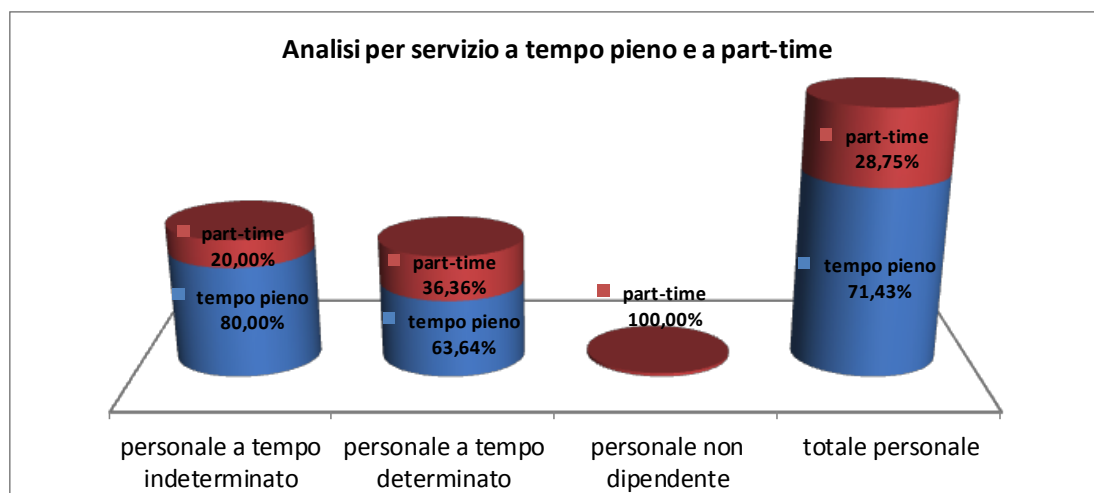 Analisi per servizio a tempo pieno e a part-time
part-time
20,00%
tempo pieno
80,00%
part-time
36,36%
tempo pieno
63,64%
part-time
100,00%
part-time
28,75%
tempo pieno
71,43%
personale a tempo
indeterminato
personale a tempo
determinato
personale non
dipendente
totale personale